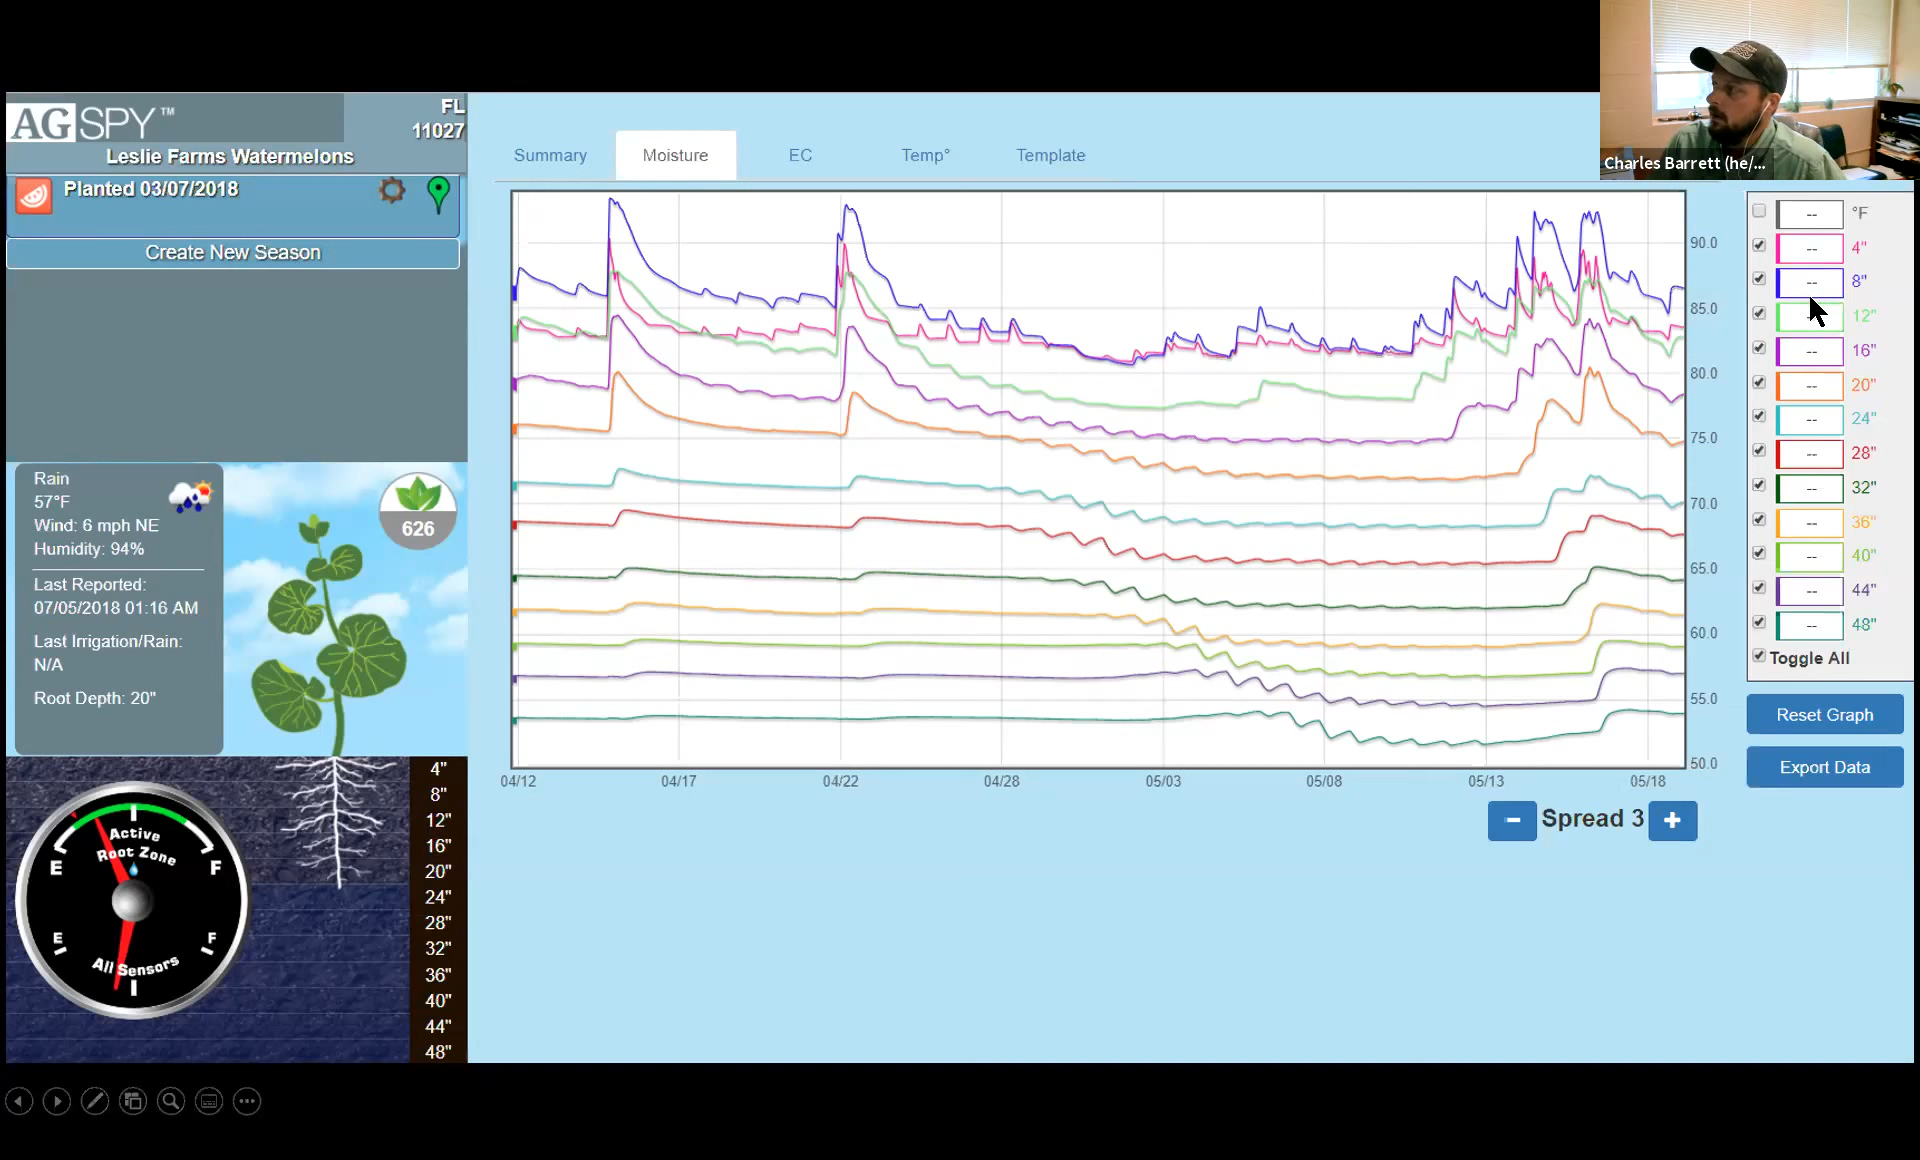 AGSPY™
FL
11027
Leslie Farms Watermelons
Planted 03/07/2018
Create New Season
Rain
57°F
Wind: 6 mph NE
Humidity: 94%
Last Reported:
07/05/2018 01:16 AM
Last Irrigation/Rain:
N/A
Root Depth: 20"
626
Active
Root Zone
E F
E F
All Sensors
4"
8"
12"
16"
20"
24"
28"
32"
36"
40"
44"
48"
Summary Moisture EC Temp° Template
90.0
85.0
80.0
75.0
70.0
65.0
60.0
55.0
50.0
04/12 04/17 04/22 04/28 05/03 05/08 05/13 05/18
- Spread 3 +
Charles Barrett (he/...
-- °F
-- 4"
-- 8"
-- 12"
-- 16"
-- 20"
-- 24"
-- 28"
-- 32"
-- 36"
-- 40"
-- 44"
-- 48"
Toggle All
Reset Graph
Export Data